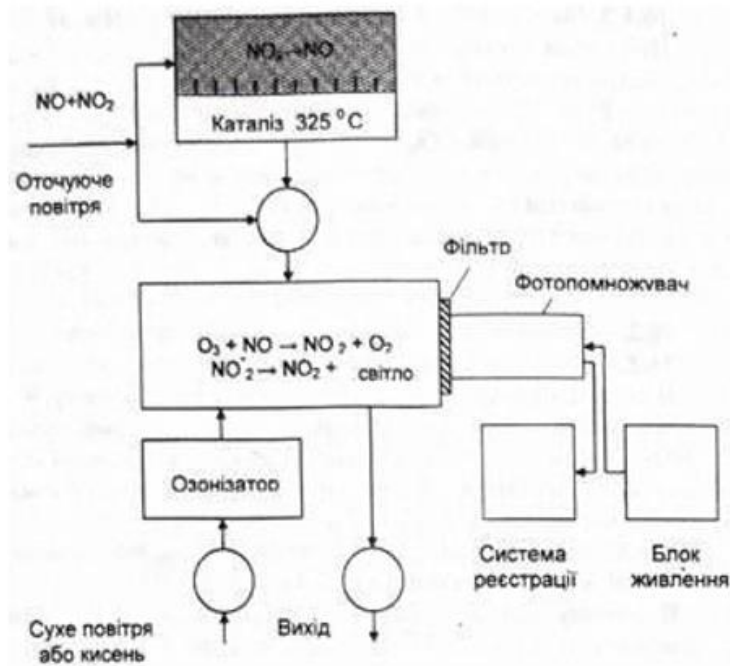 NOₓ→NO
NO+NO₂
Каталіз 325 °C
Оточуюче
повітря
Фільтр
Фотопомножувач
O₃ + NO → NO₂ + O₂
NO*₂ → NO₂ + світло
Озонізатор
Система
реєстрації
Блок
живлення
Сухе повітря
або кисень
Вихід